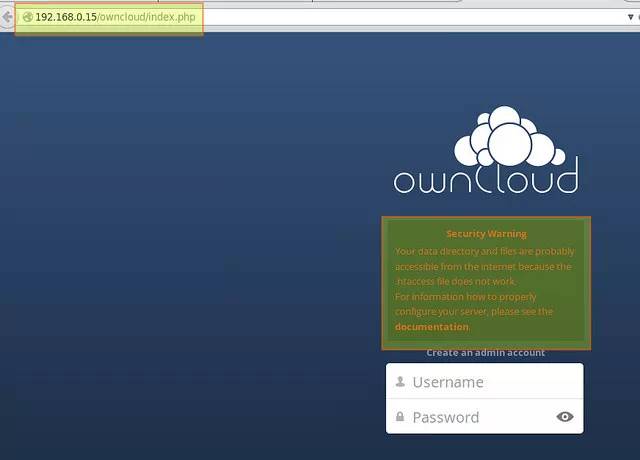 192.168.0.15/owncloud/index.php
ownCloud
Security Warning
Your data directory and files are probably
accessible from the internet because the
.htaccess file does not work.
For information how to properly
configure your server, please see the
documentation.
Create an admin account
Username
Password